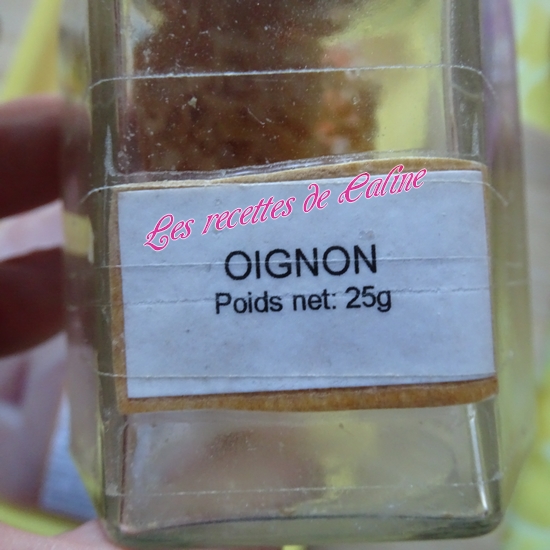 Les recettes de Caline
OIGNON
Poids net: 25g